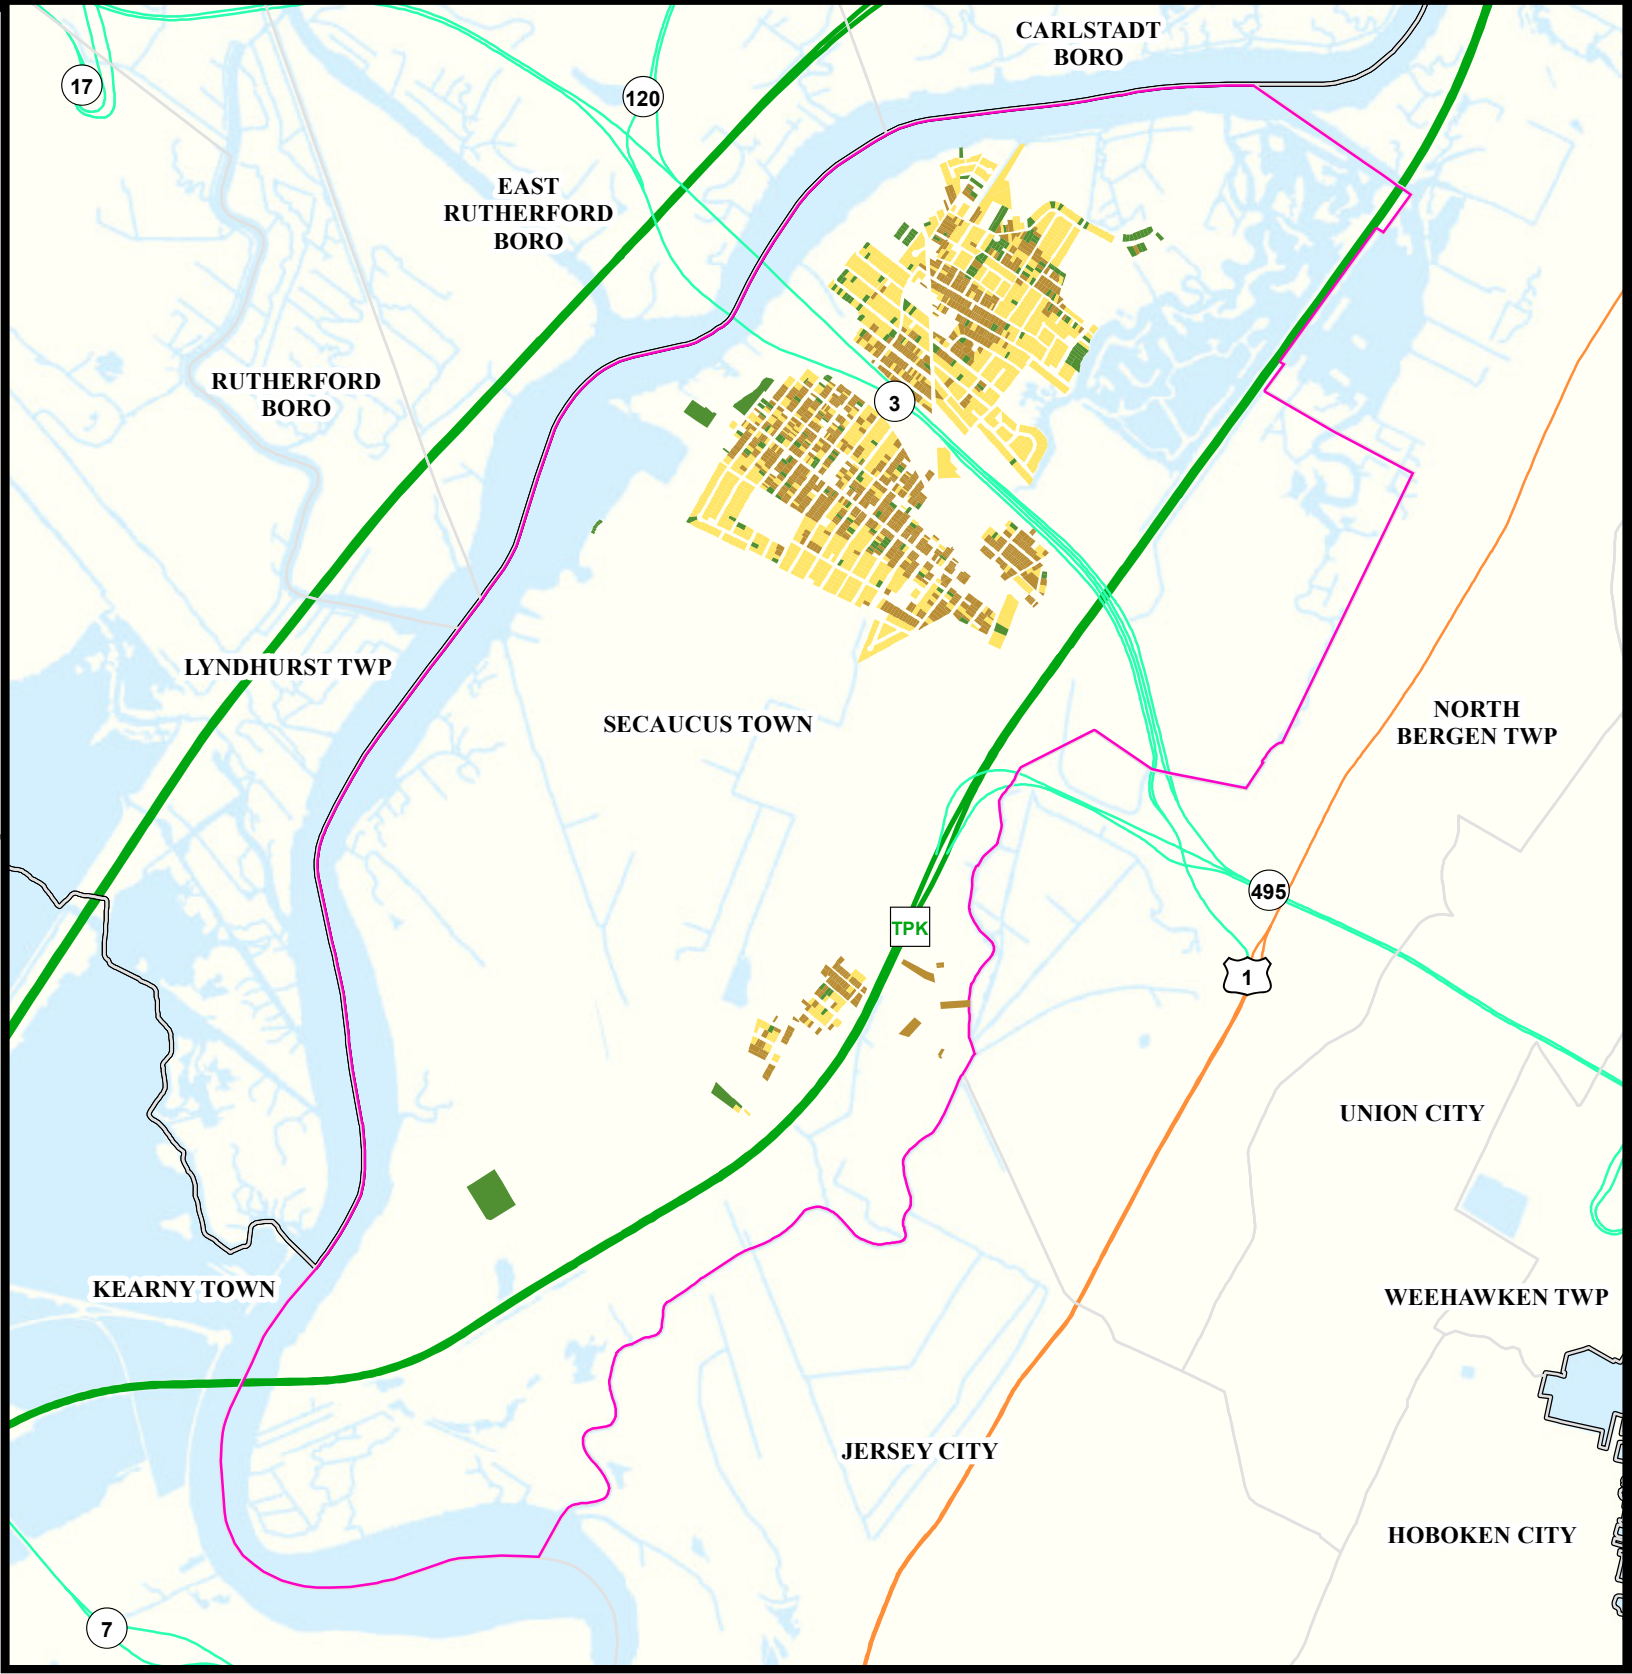 CARLSTADT
BORO
17
120
EAST
RUTHERFORD
BORO
RUTHERFORD
BORO
3
LYNDHURST TWP
SECAUCUS TOWN
NORTH
BERGEN TWP
495
TPK
1
UNION CITY
KEARNY TOWN
WEEHAWKEN TWP
JERSEY CITY
HOBOKEN CITY
7